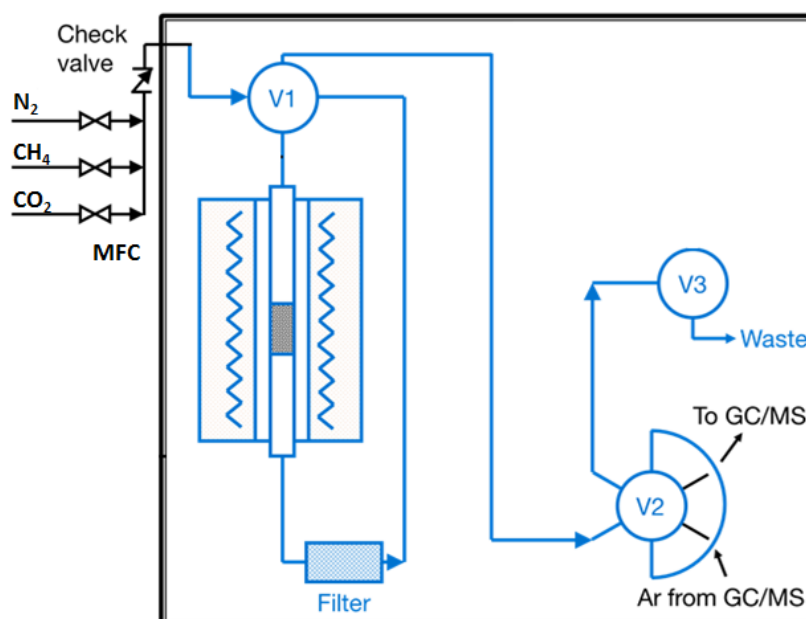 Check
valve
N₂
CH₄
CO₂
MFC
V1
V3
Waste
To GC/MS
V2
Ar from GC/MS
Filter